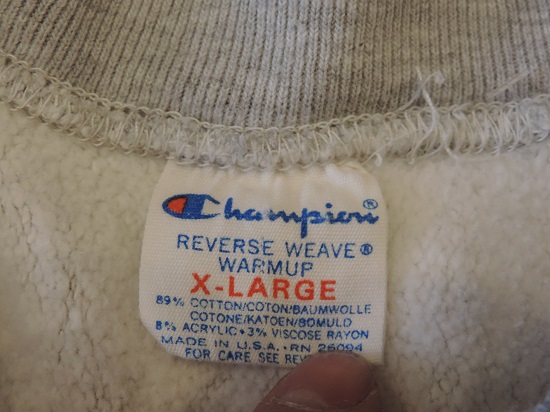 Champion®
REVERSE WEAVE®
WARMUP
X-LARGE
89% COTTON/COTON/BAUMWOLLE
COTONE/KATOEN/BOMULD
8% ACRYLIC•3% VISCOSE RAYON
MADE IN U.S.A.•RN 26094
FOR CARE SEE